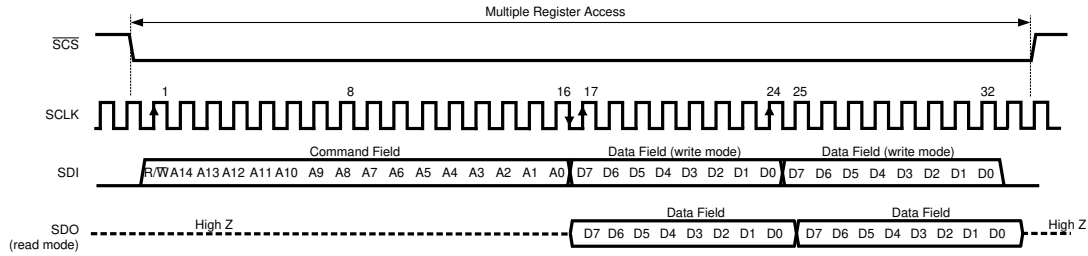 Multiple Register Access
SCS
SCLK
1 8 16 17 24 25 32
Command Field Data Field (write mode) Data Field (write mode)
SDI
R/W A14 A13 A12 A11 A10 A9 A8 A7 A6 A5 A4 A3 A2 A1 A0 D7 D6 D5 D4 D3 D2 D1 D0 D7 D6 D5 D4 D3 D2 D1 D0
Data Field Data Field
SDO
(read mode)
High Z D7 D6 D5 D4 D3 D2 D1 D0 D7 D6 D5 D4 D3 D2 D1 D0 High Z